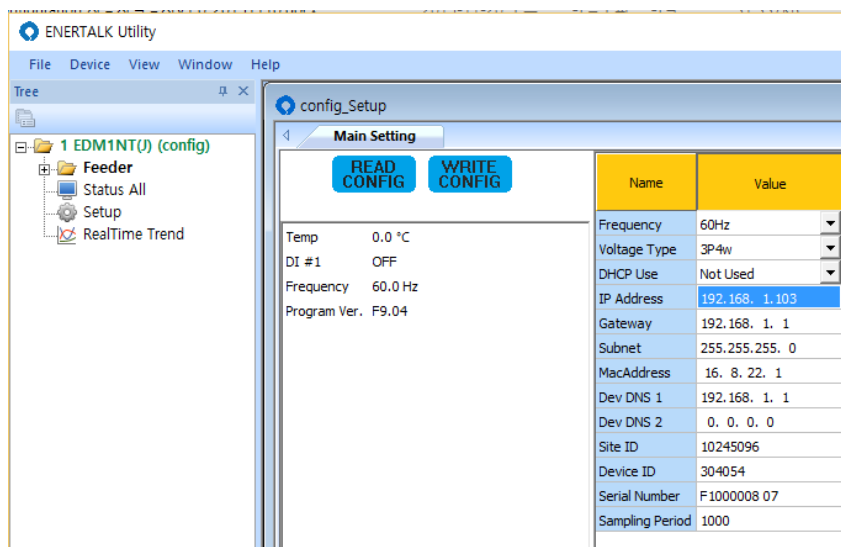 ENERTALK Utility
File Device View Window Help
Tree
1 EDM1NT(J) (config)
Feeder
Status All
Setup
RealTime Trend
config_Setup
Main Setting
READ CONFIG
WRITE CONFIG
Temp 0.0 °C
DI #1 OFF
Frequency 60.0 Hz
Program Ver. F9.04
Name Value
Frequency 60Hz
Voltage Type 3P4w
DHCP Use Not Used
IP Address 192.168. 1.103
Gateway 192.168. 1. 1
Subnet 255.255.255. 0
MacAddress 16. 8. 22. 1
Dev DNS 1 192.168. 1. 1
Dev DNS 2 0. 0. 0. 0
Site ID 10245096
Device ID 304054
Serial Number F1000008 07
Sampling Period 1000